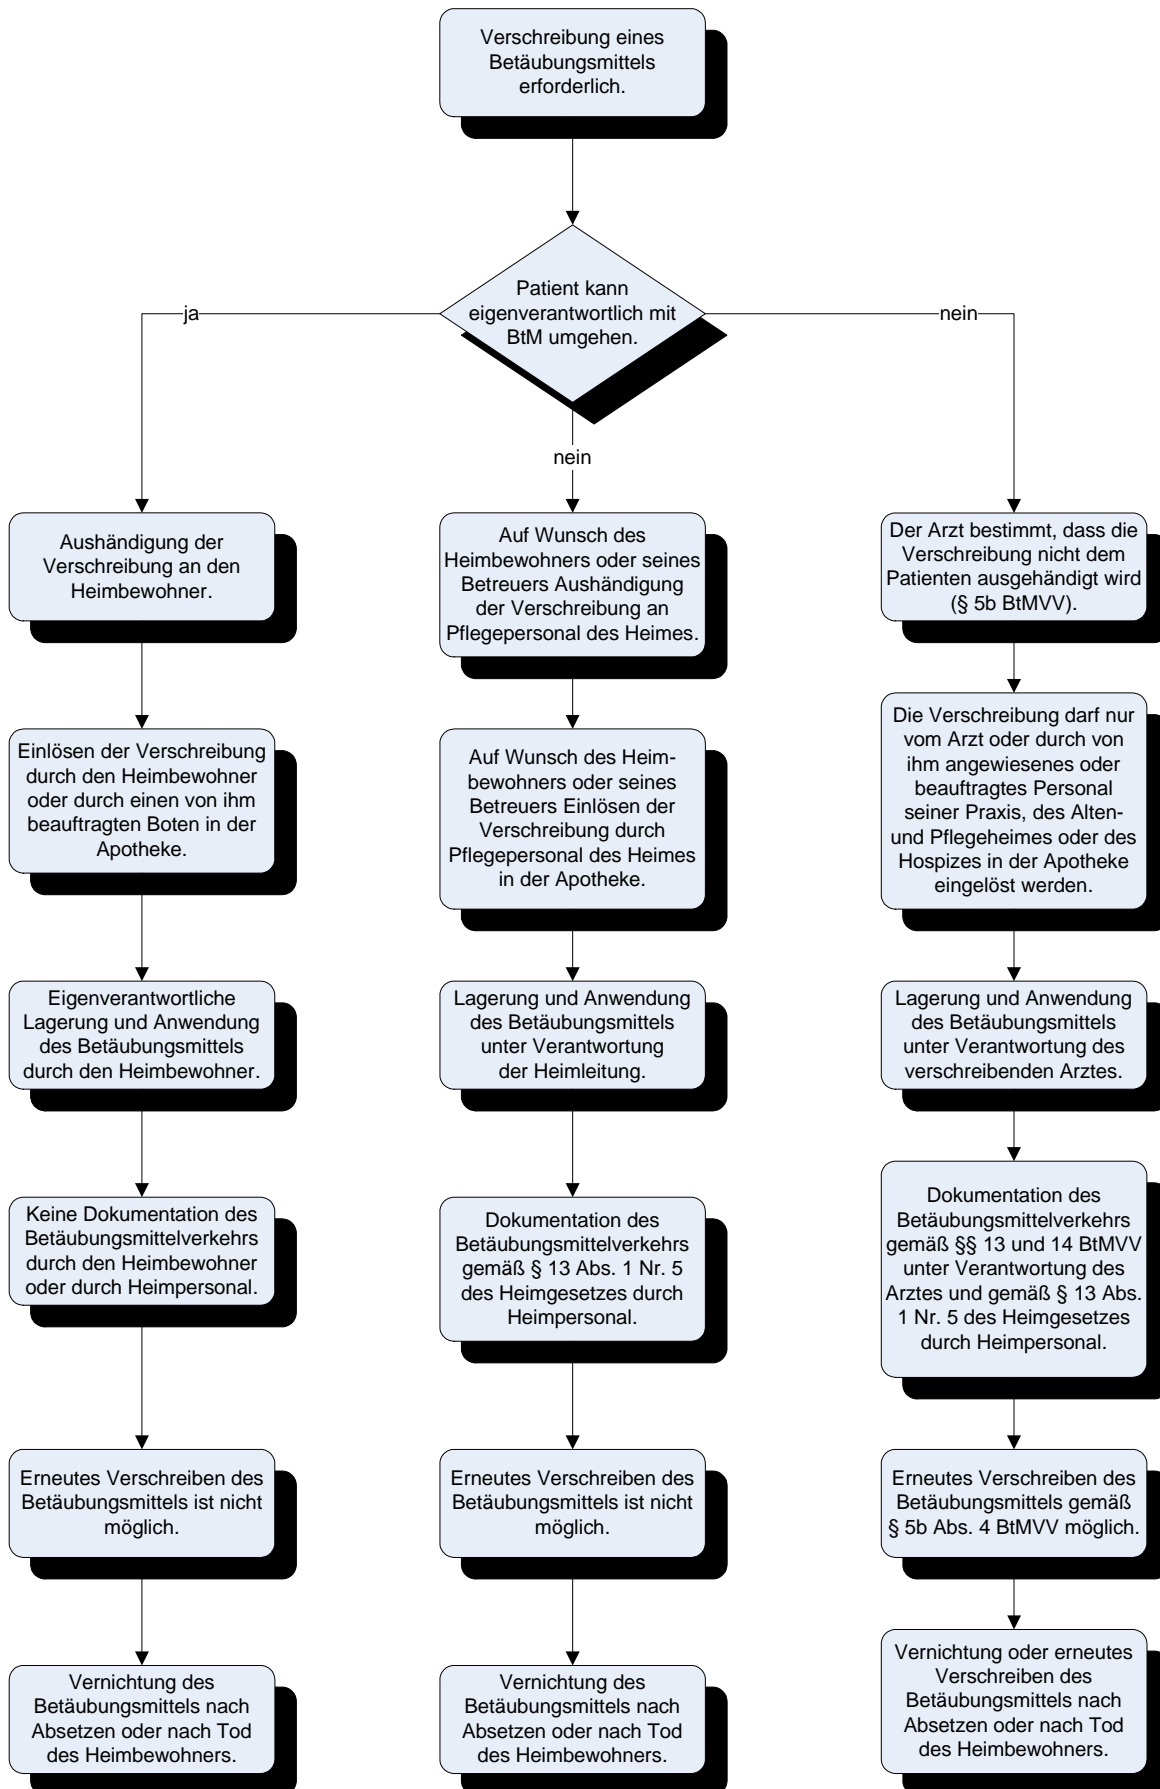 Verschreibung eines
Betäubungsmittels
erforderlich.
Patient kann
eigenverantwortlich mit
BtM umgehen.
ja
nein
nein
Aushändigung der
Verschreibung an den
Heimbewohner.
Auf Wunsch des
Heimbewohners oder seines
Betreuers Aushändigung
der Verschreibung an
Pflegepersonal des Heimes.
Der Arzt bestimmt, dass die
Verschreibung nicht dem
Patienten ausgehändigt wird
(§ 5b BtMVV).
Einlösen der Verschreibung
durch den Heimbewohner
oder durch einen von ihm
beauftragten Boten in der
Apotheke.
Auf Wunsch des Heim-
bewohners oder seines
Betreuers Einlösen der
Verschreibung durch
Pflegepersonal des Heimes
in der Apotheke.
Die Verschreibung darf nur
vom Arzt oder durch von
ihm angewiesenes oder
beauftragtes Personal
seiner Praxis, des Alten-
und Pflegeheimes oder des
Hospizes in der Apotheke
eingelöst werden.
Eigenverantwortliche
Lagerung und Anwendung
des Betäubungsmittels
durch den Heimbewohner.
Lagerung und Anwendung
des Betäubungsmittels
unter Verantwortung
der Heimleitung.
Lagerung und Anwendung
des Betäubungsmittels
unter Verantwortung des
verschreibenden Arztes.
Keine Dokumentation des
Betäubungsmittelverkehrs
durch den Heimbewohner
oder durch Heimpersonal.
Dokumentation des
Betäubungsmittelverkehrs
gemäß § 13 Abs. 1 Nr. 5
des Heimgesetzes durch
Heimpersonal.
Dokumentation des
Betäubungsmittelverkehrs
gemäß §§ 13 und 14 BtMVV
unter Verantwortung des
Arztes und gemäß § 13 Abs.
1 Nr. 5 des Heimgesetzes
durch Heimpersonal.
Erneutes Verschreiben des
Betäubungsmittels ist nicht
möglich.
Erneutes Verschreiben des
Betäubungsmittels ist nicht
möglich.
Erneutes Verschreiben des
Betäubungsmittels gemäß
§ 5b Abs. 4 BtMVV möglich.
Vernichtung des
Betäubungsmittels nach
Absetzen oder nach Tod
des Heimbewohners.
Vernichtung des
Betäubungsmittels nach
Absetzen oder nach Tod
des Heimbewohners.
Vernichtung oder erneutes
Verschreiben des
Betäubungsmittels nach
Absetzen oder nach Tod
des Heimbewohners.